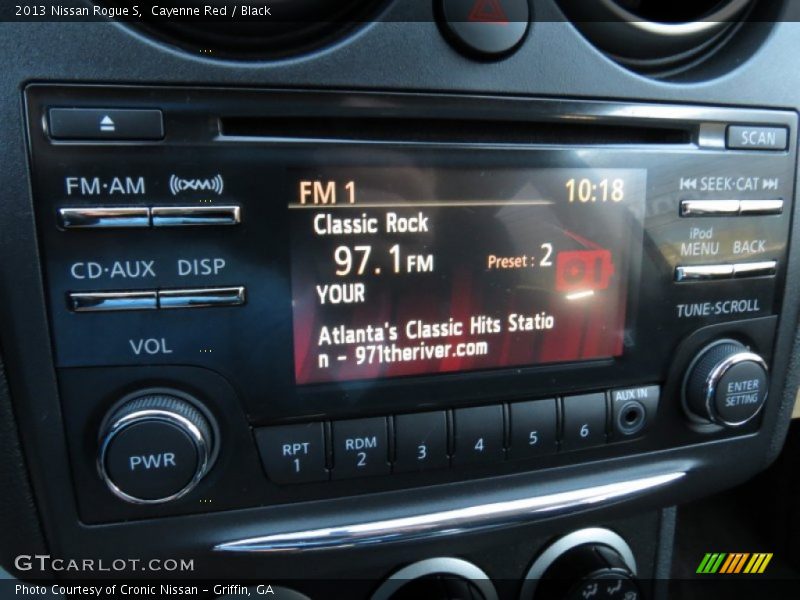 2013 Nissan Rogue S, Cayenne Red / Black
SCAN
FM·AM
((XM))
FM 1
10:18
SEEK·CAT
Classic Rock
97.1 FM
Preset : 2
iPod
MENU
BACK
CD·AUX
DISP
YOUR
Atlanta's Classic Hits Statio
n - 971theriver.com
TUNE·SCROLL
VOL
PWR
RPT
1
RDM
2
3
4
5
6
AUX IN
ENTER
SETTING
GTCARLOT.COM
Photo Courtesy of Cronic Nissan - Griffin, GA